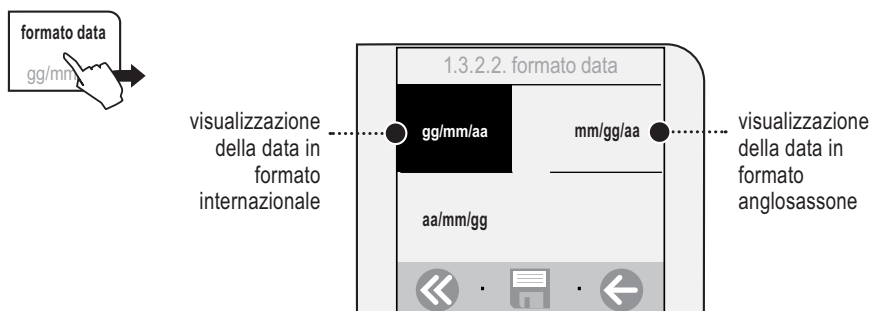 formato data
gg/mm
1.3.2.2. formato data
visualizzazione
della data in
formato
internazionale
gg/mm/aa
mm/gg/aa
visualizzazione
della data in
formato
anglosassone
aa/mm/gg